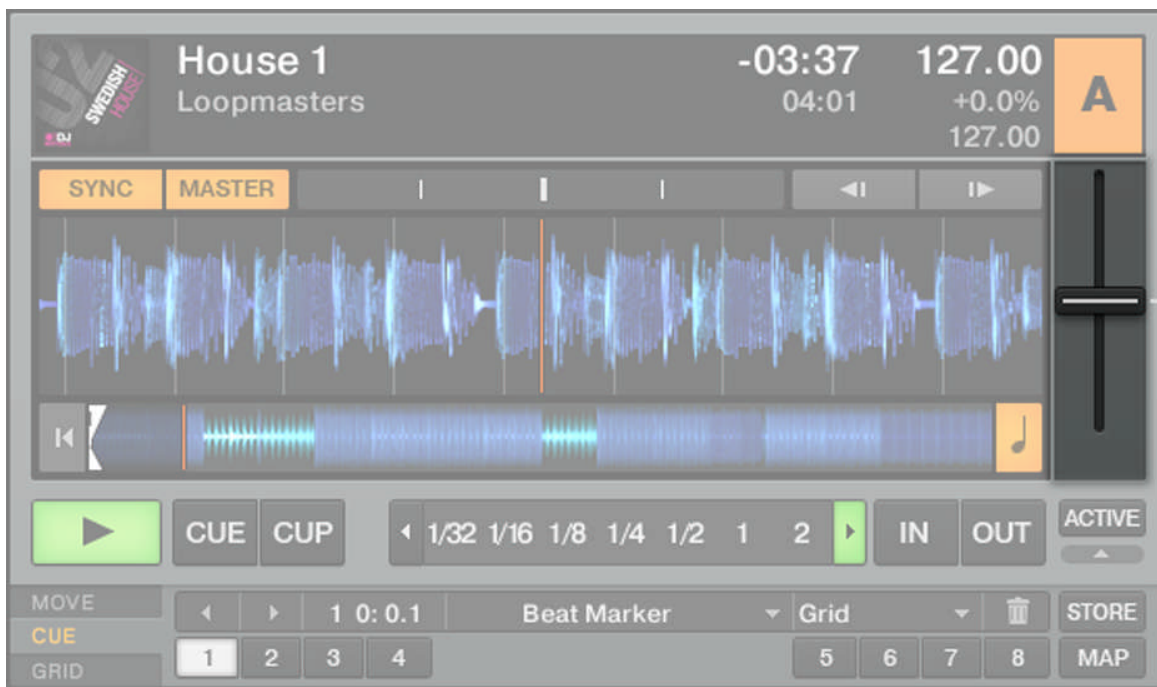 SWEDISH
HOUSE
DJ
House 1
Loopmasters
-03:37
04:01
127.00
+0.0%
127.00
A
SYNC
MASTER
CUE
CUP
1/32 1/16 1/8 1/4 1/2 1 2
IN
OUT
ACTIVE
MOVE
CUE
GRID
1 0: 0.1
Beat Marker
Grid
STORE
1 2 3 4
5 6 7 8
MAP